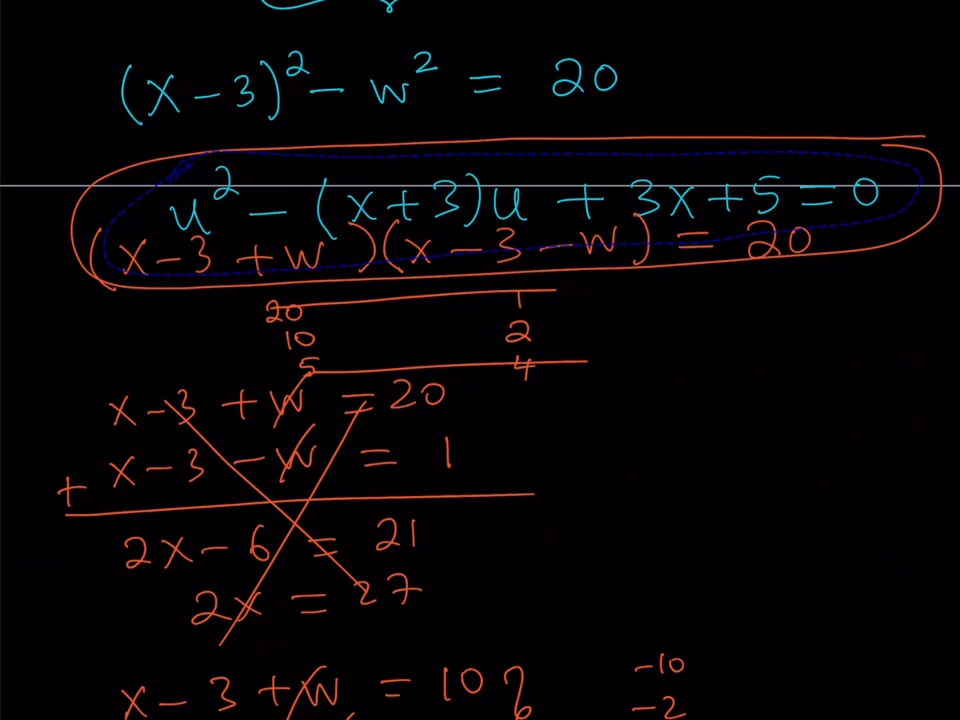 (x-3)² - w² = 20
u² - (x+3)u + 3x+5=0
(x-3+w)(x-3-w) = 20
20 1
10 2
5 4
x-3+w = 20
x-3-w = 1
+
2x-6 = 21
2x = 27
x-3+w = 10
-10
-2